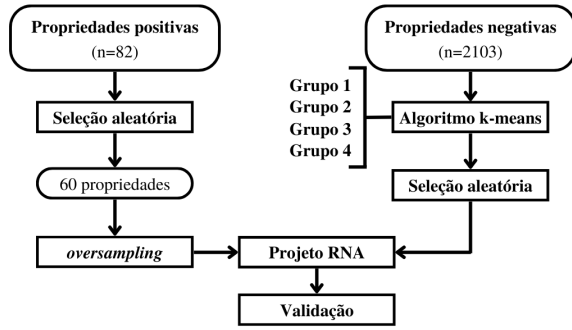 Propriedades positivas
(n=82)
Seleção aleatória
60 propriedades
oversampling
Propriedades negativas
(n=2103)
Grupo 1
Grupo 2
Grupo 3
Grupo 4
Algoritmo k-means
Seleção aleatória
Projeto RNA
Validação